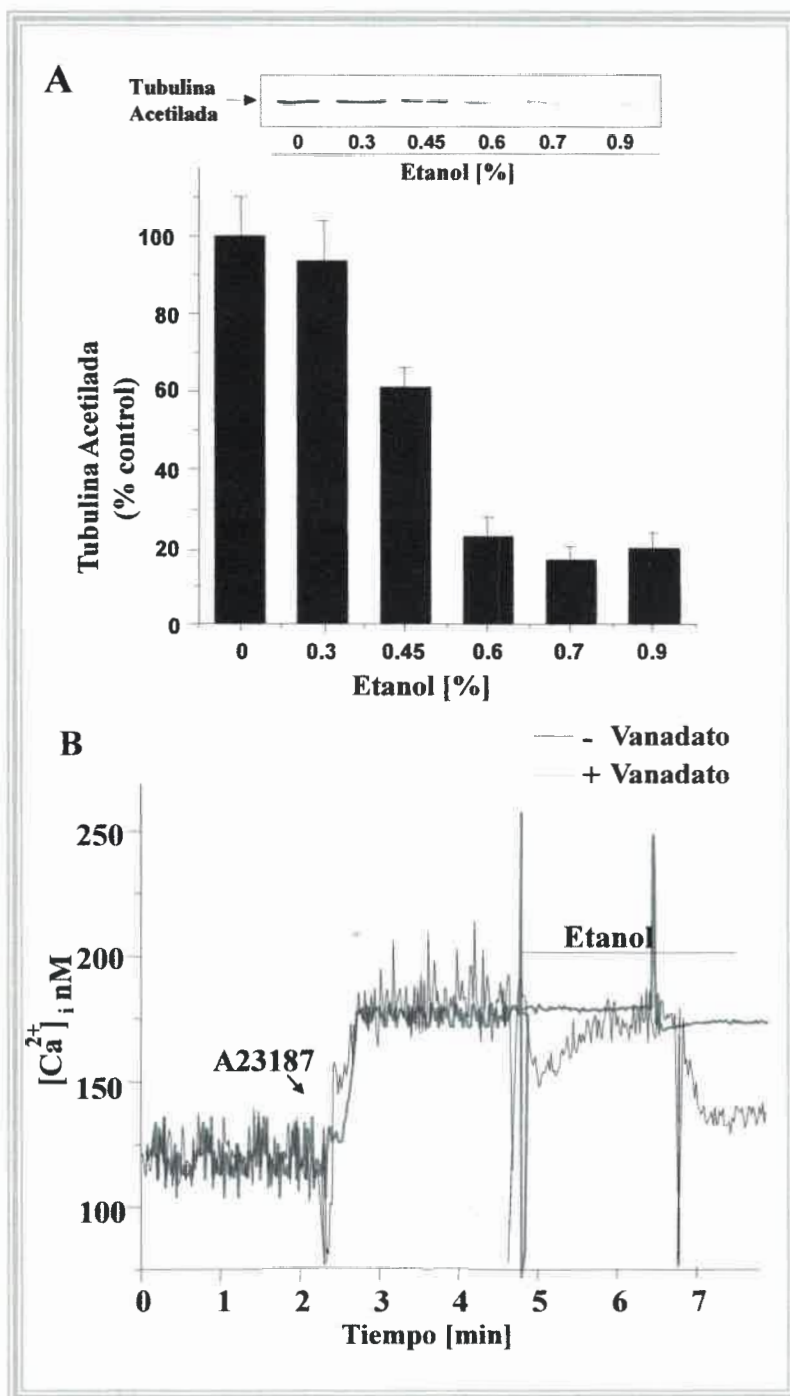 A
Tubulina
Acetilada
0 0.3 0.45 0.6 0.7 0.9
Etanol [%]
100
80
60
40
20
0
Tubulina Acetilada
(% control)
0 0.3 0.45 0.6 0.7 0.9
Etanol [%]
B
- Vanadato
+ Vanadato
250
200
150
100
[Ca2+]i nM
Etanol
A23187
0 1 2 3 4 5 6 7
Tiempo [min]